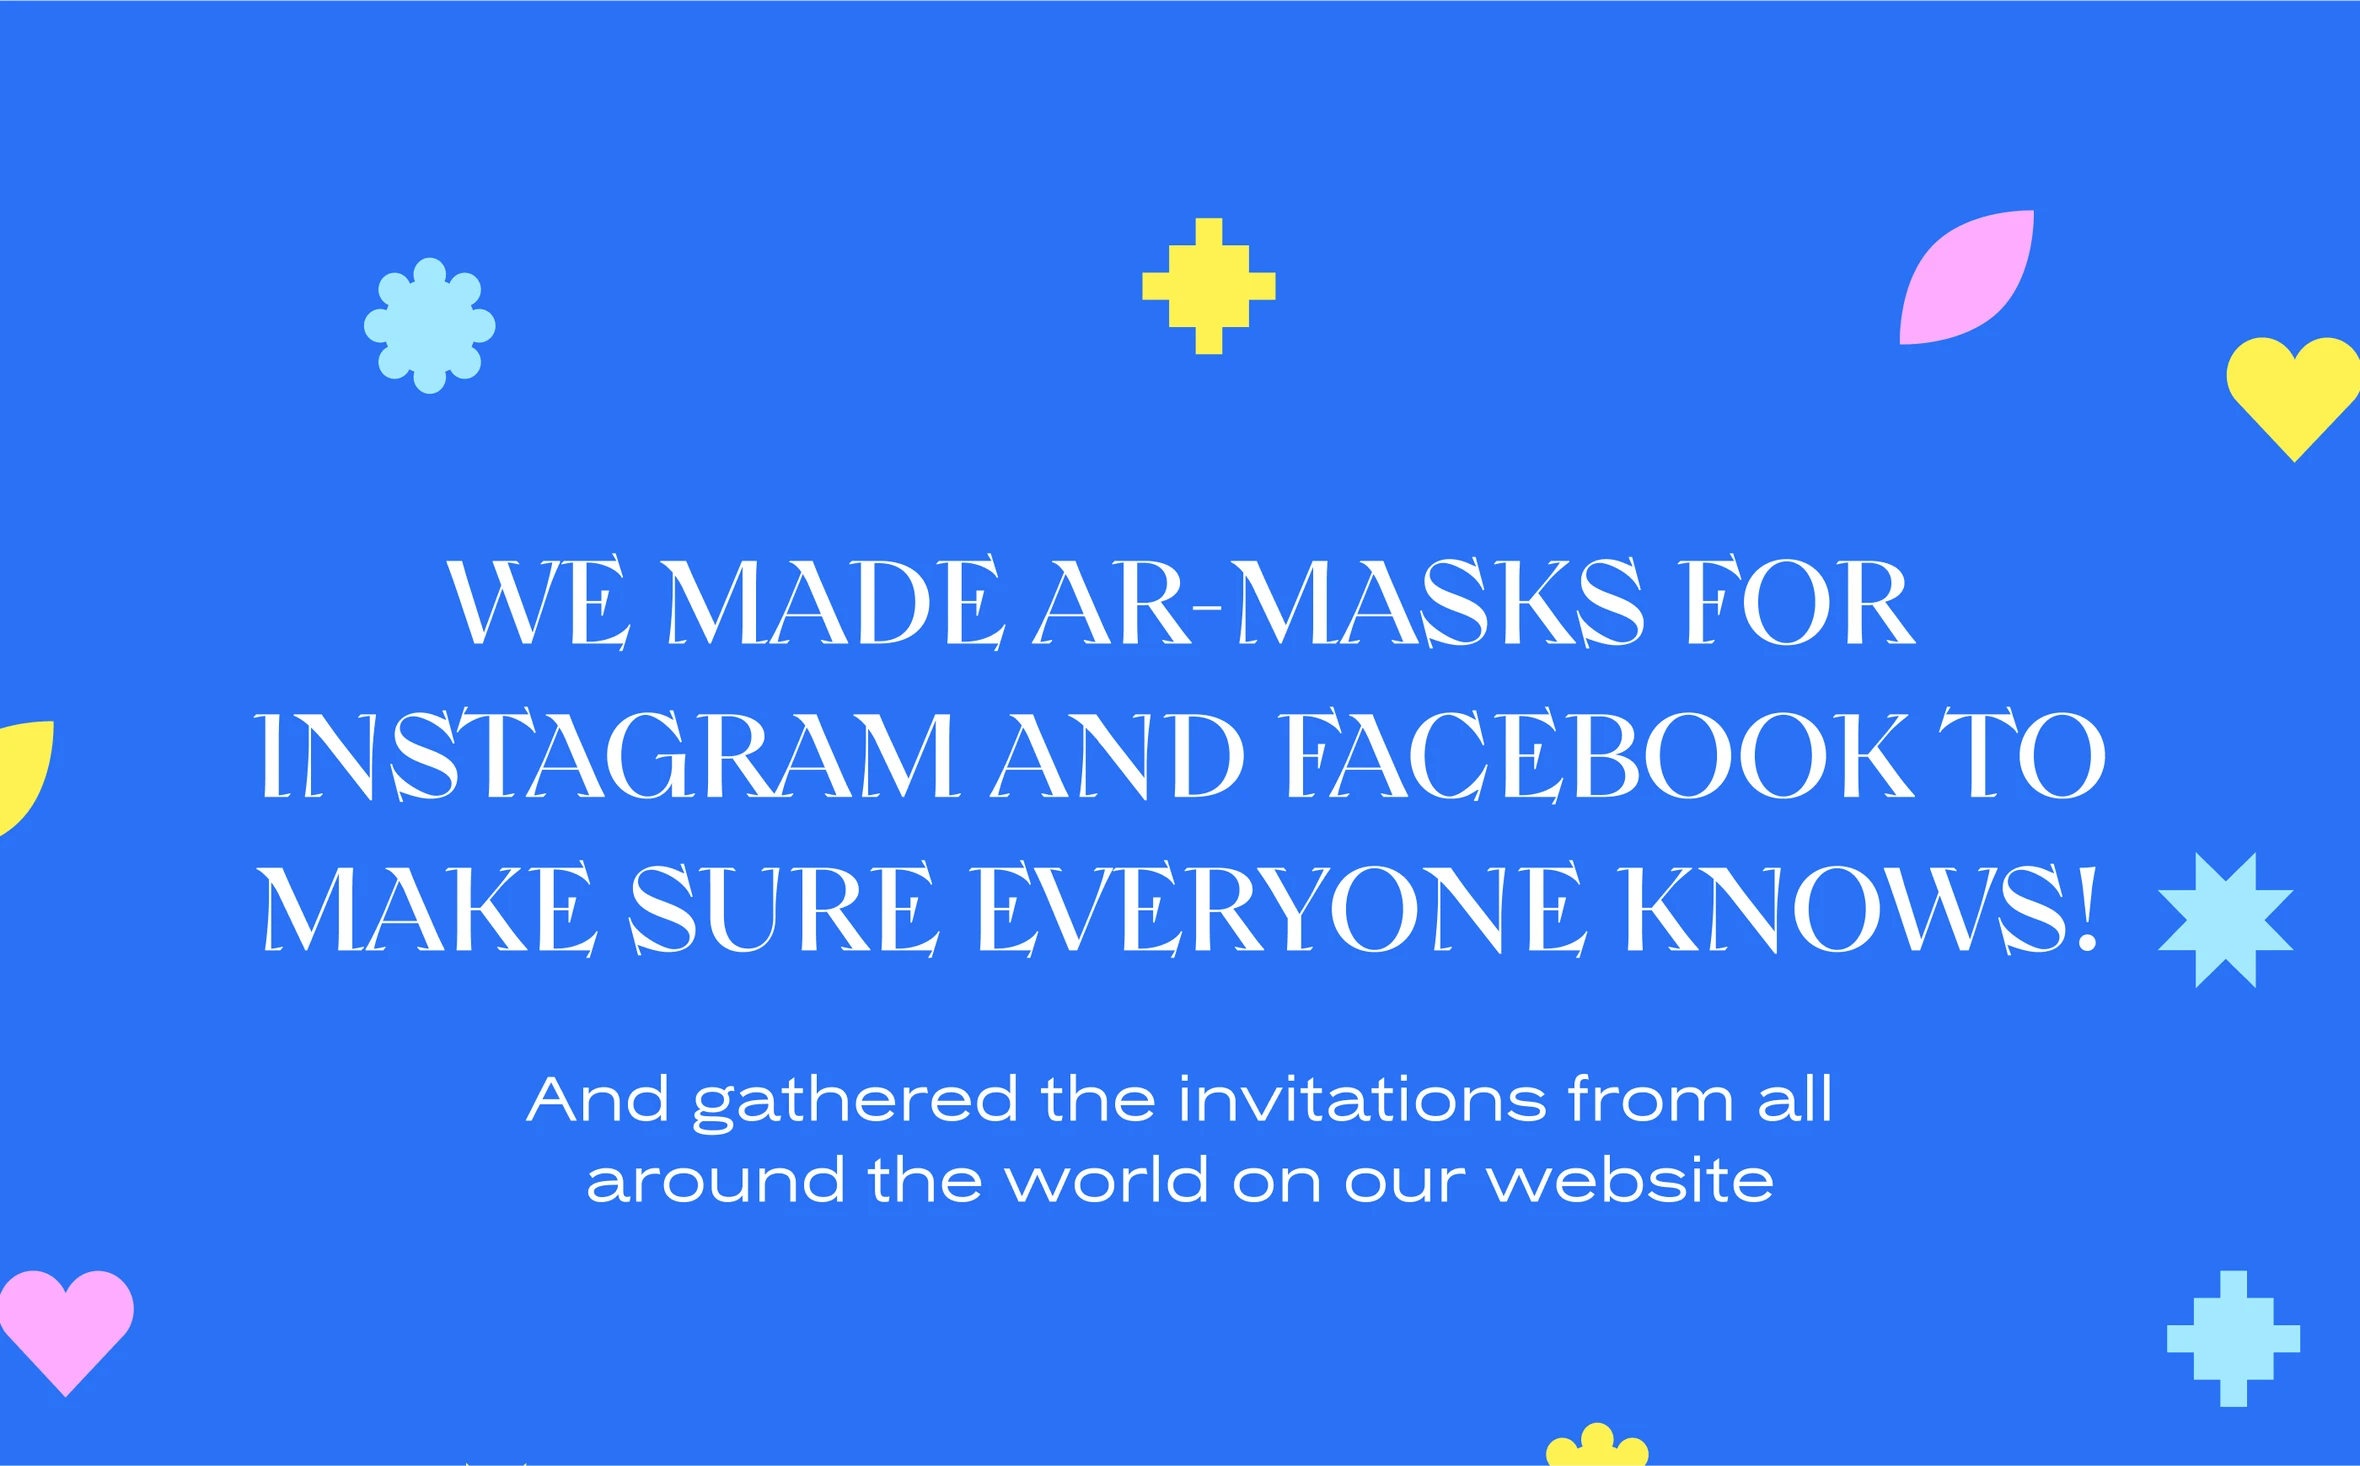 WE MADE AR-MASKS FOR
INSTAGRAM AND FACEBOOK TO
MAKE SURE EVERYONE KNOWS!
And gathered the invitations from all
around the world on our website